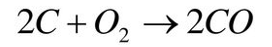 2C + O₂ → 2CO